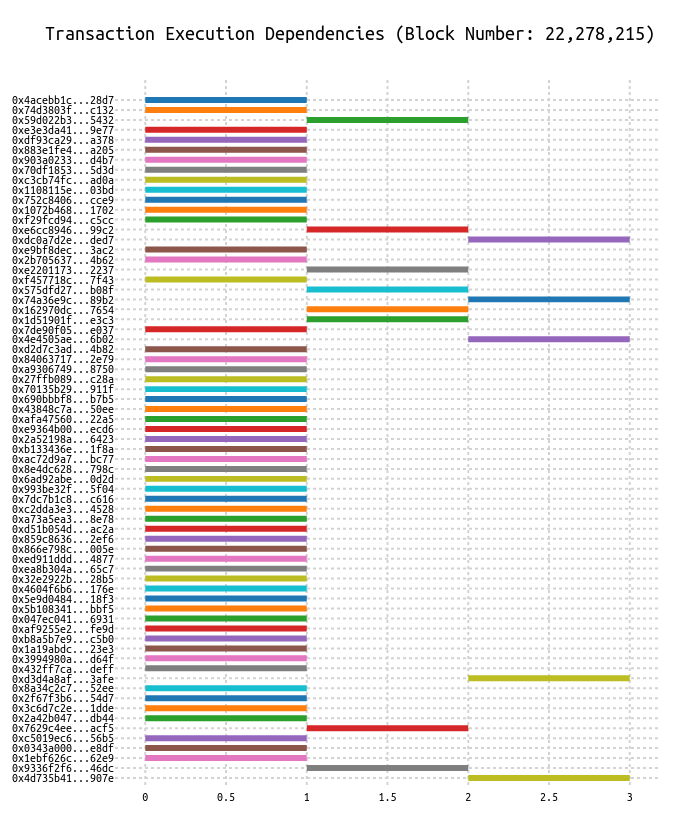 Transaction Execution Dependencies (Block Number: 22,278,215)
0x4acebb1c...28d7
0x74d3803f...c132
0x59d022b3...5432
0xe3e3da41...9e77
0xdf93ca29...a378
0x883e1fe4...a205
0x903a0233...d4b7
0x70df1853...5d3d
0xc3cb74fc...ad0a
0x1108115e...03bd
0x752c8406...cce9
0x1072b468...1702
0xf29fcd94...c5cc
0xe6cc8946...99c2
0xdc0a7d2e...ded7
0xe9bf8dec...3ac2
0x2b705637...4b62
0xe2201173...2237
0xf457718c...7f43
0x575dfd27...b08f
0x74a36e9c...89b2
0x162970dc...7654
0x1d51901f...e3c3
0x7de90f05...e037
0x4e4505ae...6b02
0xd2d7c3ad...4b82
0x84063717...2e79
0xa9306749...8750
0x27ffb089...c28a
0x70135b29...911f
0x690bbbf8...b7b5
0x43848c7a...50ee
0xafa47560...22a5
0xe9364b00...ecd6
0x2a52198a...6423
0xb133436e...1f8a
0xac72d9a7...bc77
0x8e4dc628...798c
0x6ad92abe...0d2d
0x993be32f...5f04
0x7dc7b1c8...c616
0xc2dda3e3...4528
0xa73a5ea3...8e78
0xd51b054d...ac2a
0x859c8636...2ef6
0x866e798c...005e
0xed911ddd...4877
0xea8b304a...65c7
0x32e2922b...28b5
0x4604f6b6...176e
0x5e9d0484...18f3
0x5b108341...bbf5
0x047ec041...6931
0xaf9255e2...fe9d
0xb8a5b7e9...c5b0
0x1a19abdc...23e3
0x3994980a...d64f
0x432ff7ca...deff
0xd3d4a8af...3afe
0x8a34c2c7...52ee
0x2f67f3b6...54d7
0x3c6d7c2e...1dde
0x2a42b047...db44
0x7629c4ee...acf5
0xc5019ec6...56b5
0x0343a000...e8df
0x1ebf626c...62e9
0x9336f2f6...46dc
0x4d735b41...907e
0 0.5 1 1.5 2 2.5 3